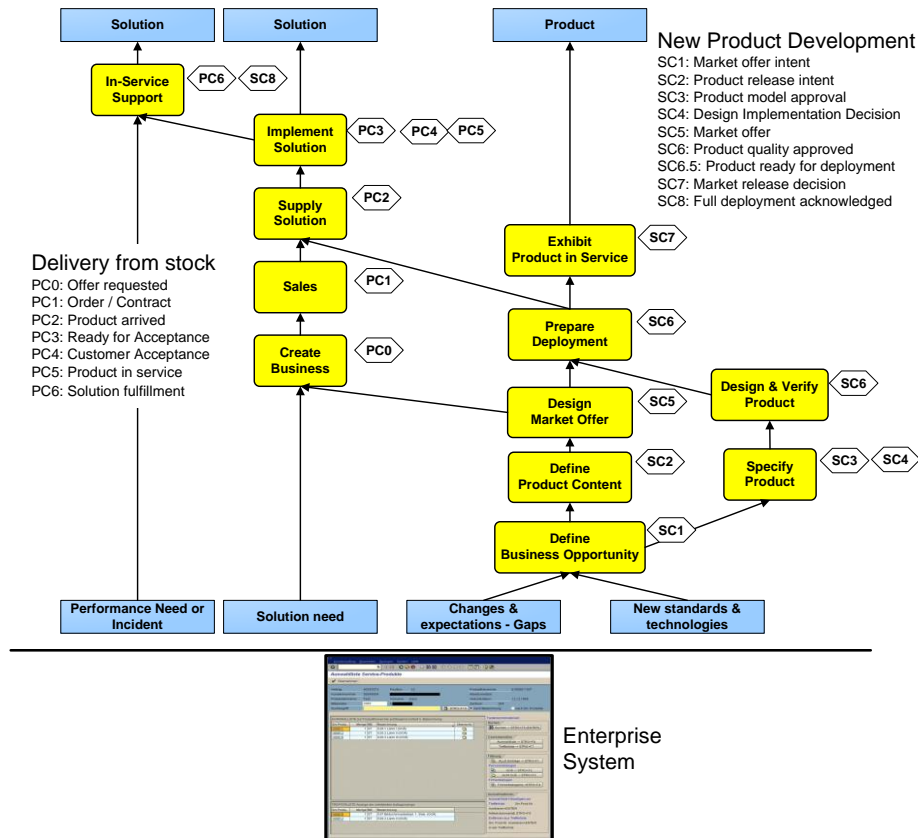 Solution
Solution
Product
New Product Development
SC1: Market offer intent
SC2: Product release intent
SC3: Product model approval
SC4: Design Implementation Decision
SC5: Market offer
SC6: Product quality approved
SC6.5: Product ready for deployment
SC7: Market release decision
SC8: Full deployment acknowledged
In-Service
Support
PC6
SC8
Implement
Solution
PC3
PC4
PC5
Supply
Solution
PC2
Exhibit
Product in Service
SC7
Delivery from stock
PC0: Offer requested
PC1: Order / Contract
PC2: Product arrived
PC3: Ready for Acceptance
PC4: Customer Acceptance
PC5: Product in service
PC6: Solution fulfillment
Sales
PC1
Prepare
Deployment
SC6
Create
Business
PC0
Design
Market Offer
SC5
Design & Verify
Product
SC6
Define
Product Content
SC2
Specify
Product
SC3
SC4
Define
Business Opportunity
SC1
Performance Need or
Incident
Solution need
Changes &
expectations - Gaps
New standards &
technologies
Enterprise
System